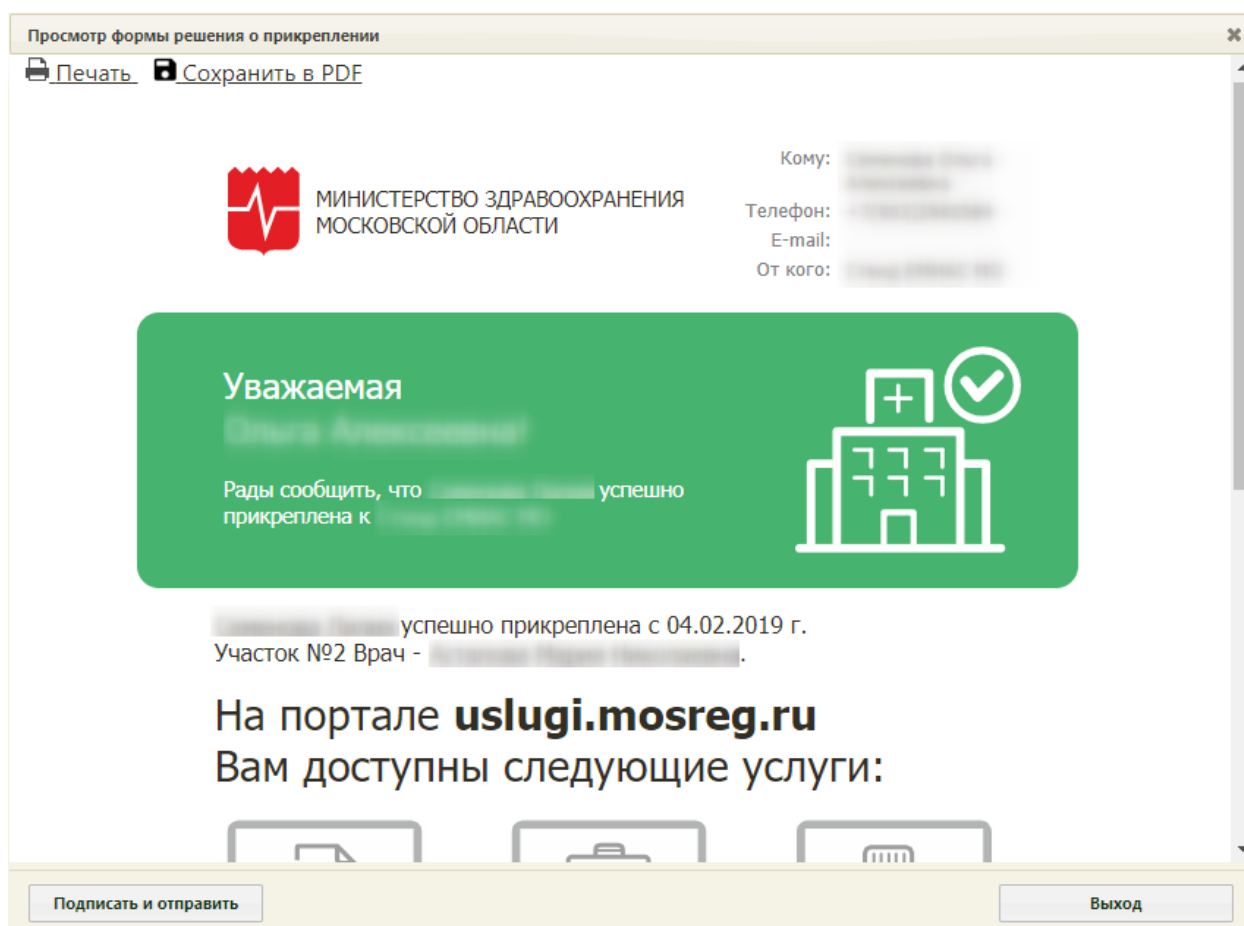 Просмотр формы решения о прикреплении
Печать Сохранить в PDF
МИНИСТЕРСТВО ЗДРАВООХРАНЕНИЯ
МОСКОВСКОЙ ОБЛАСТИ
Кому:
Телефон:
E-mail:
От кого:
Уважаемая
Рады сообщить, что успешно
прикреплена к
успешно прикреплена с 04.02.2019 г.
Участок №2 Врач - .
На портале uslugi.mosreg.ru
Вам доступны следующие услуги:
Подписать и отправить
Выход